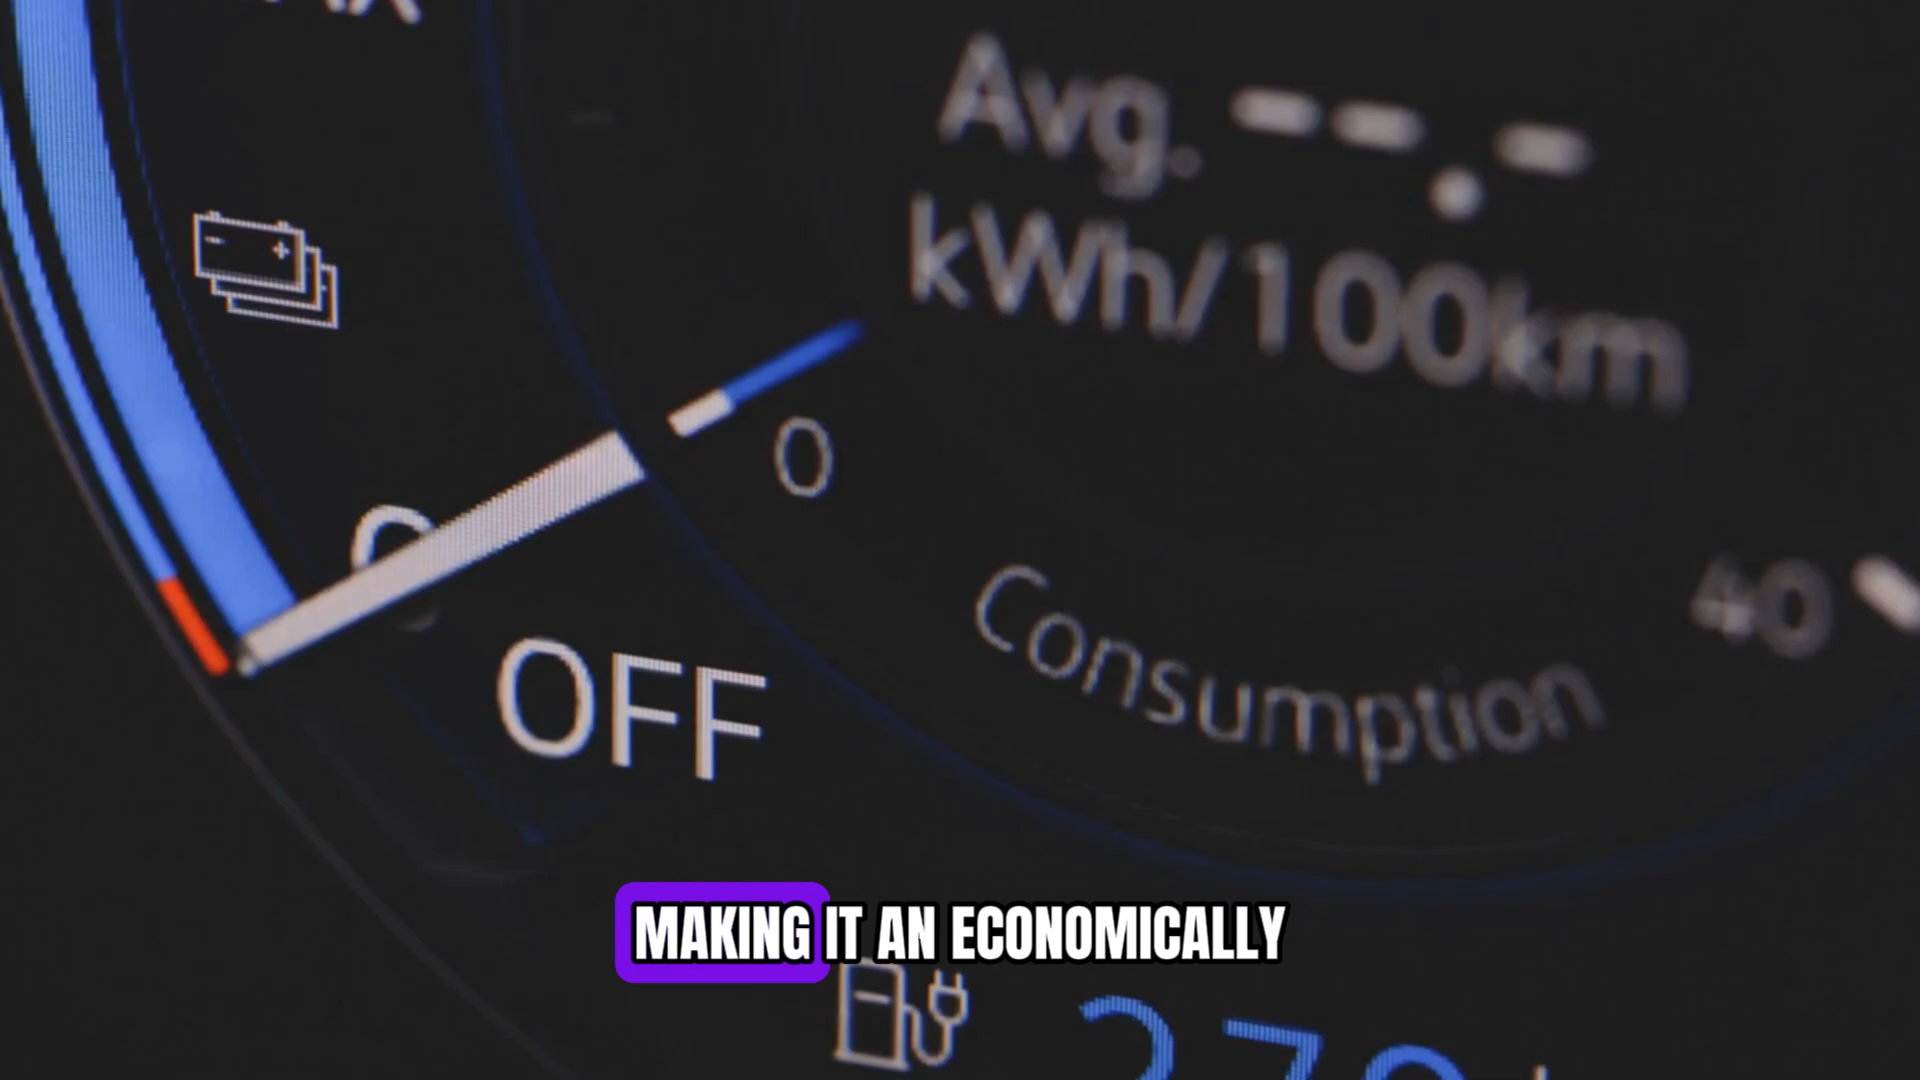 Avg. --.-
kWh/100km
0
40
Consumption
OFF
MAKING IT AN ECONOMICALLY